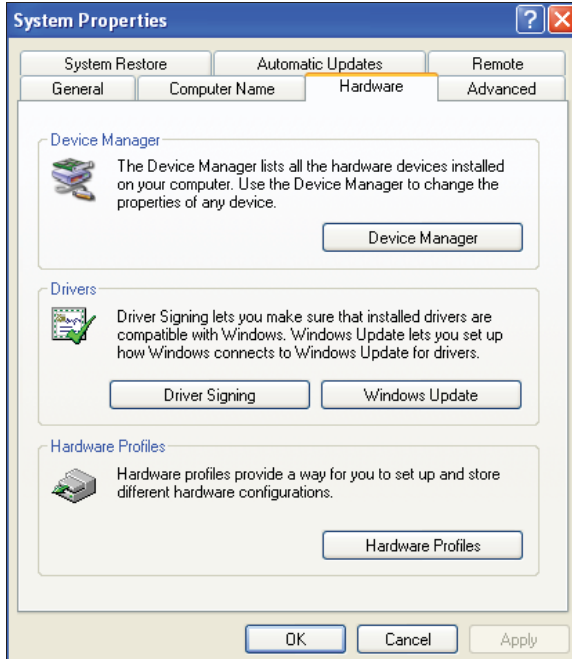 System Properties
System Restore Automatic Updates Remote
General Computer Name Hardware Advanced
Device Manager
The Device Manager lists all the hardware devices installed
on your computer. Use the Device Manager to change the
properties of any device.
Device Manager
Drivers
Driver Signing lets you make sure that installed drivers are
compatible with Windows. Windows Update lets you set up
how Windows connects to Windows Update for drivers.
Driver Signing Windows Update
Hardware Profiles
Hardware profiles provide a way for you to set up and store
different hardware configurations.
Hardware Profiles
OK Cancel Apply